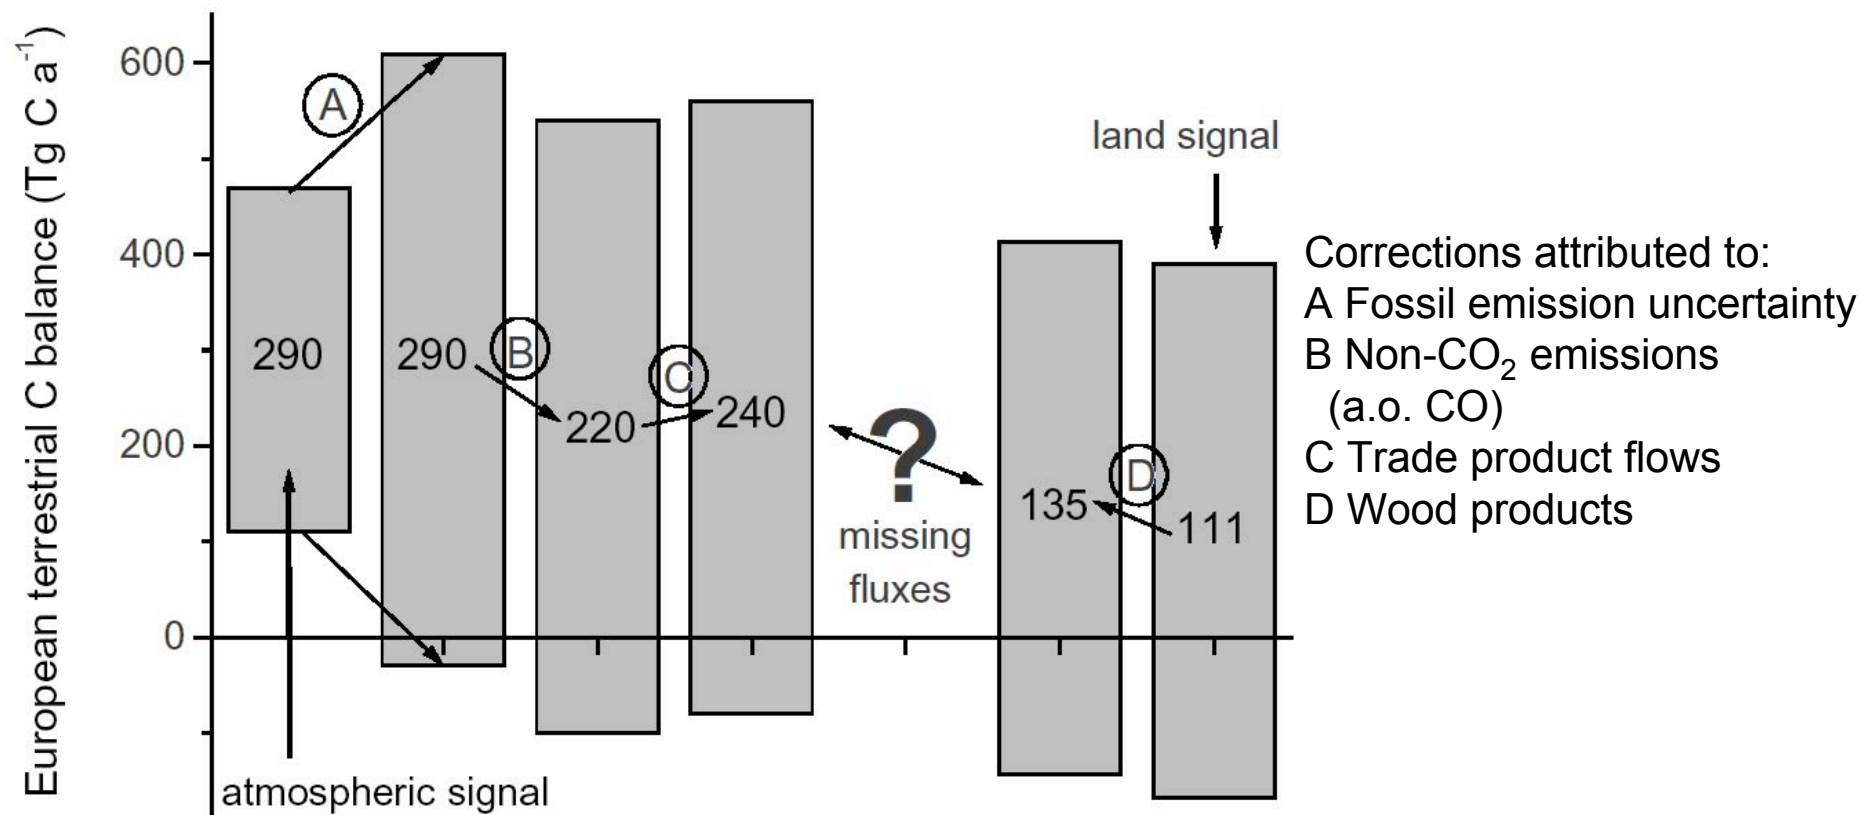 European terrestrial C balance (Tg C a⁻¹)
600
400
200
0
A
290
290
B
220
C
240
?
missing
fluxes
land signal
135
D
111
atmospheric signal
Corrections attributed to:
A Fossil emission uncertainty
B Non-CO₂ emissions
(a.o. CO)
C Trade product flows
D Wood products